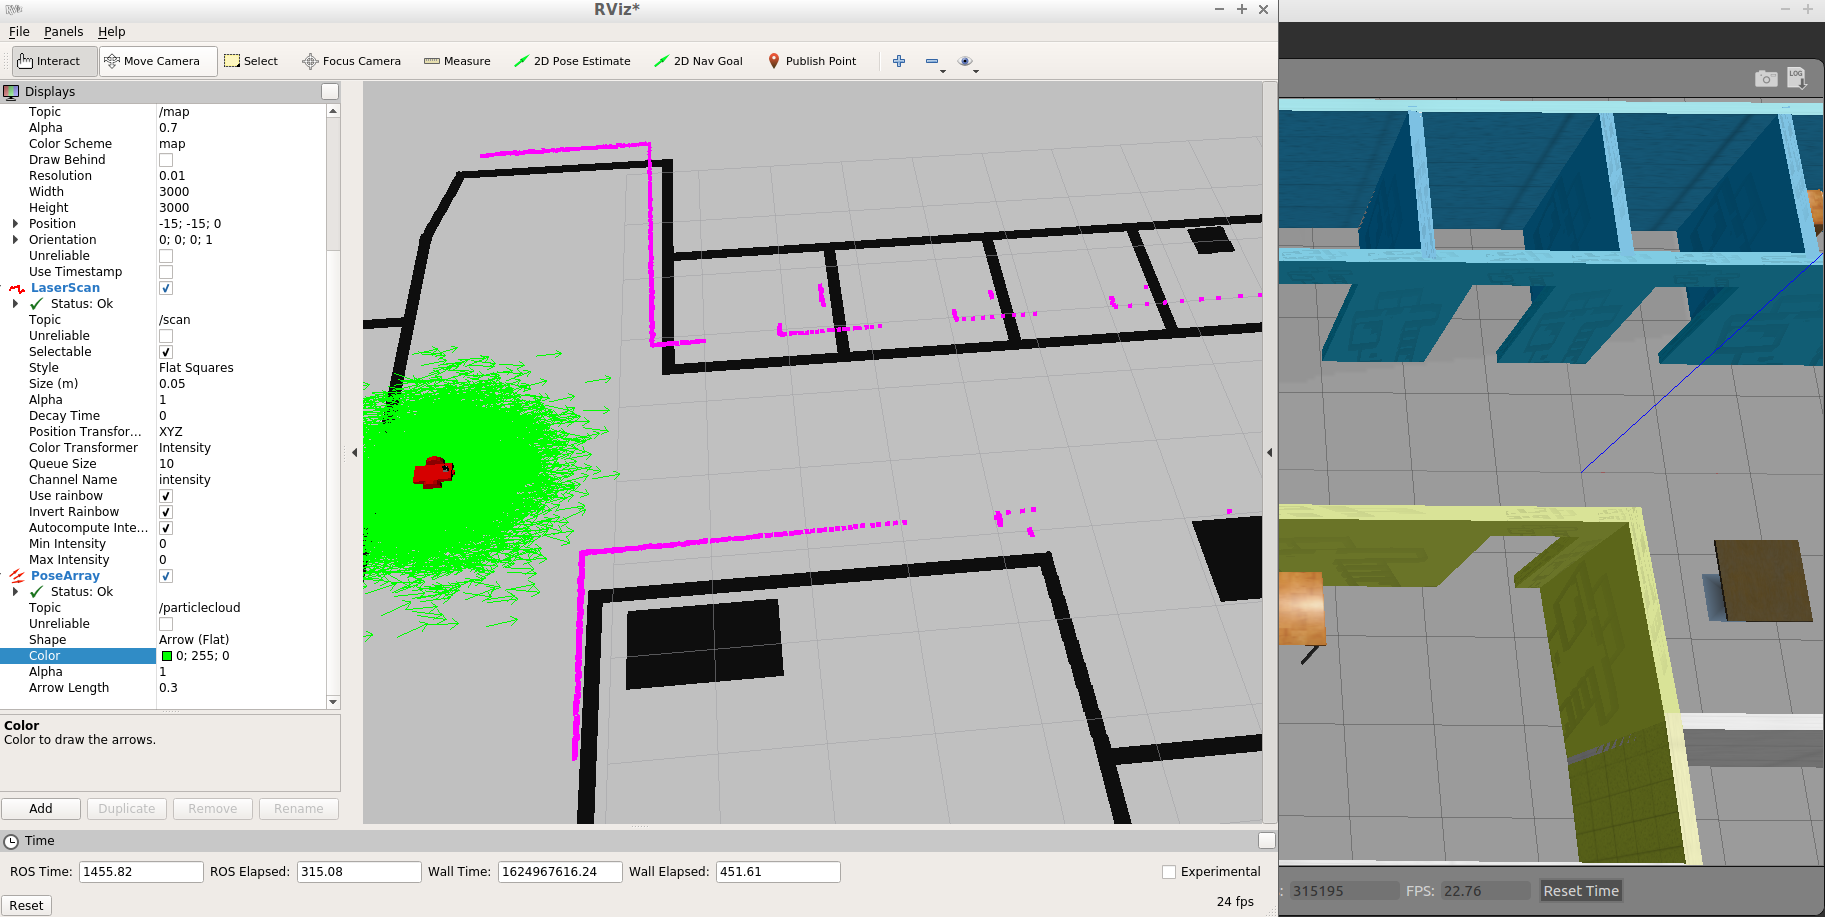 RViz
RViz*
File Panels Help
Interact Move Camera Select Focus Camera Measure 2D Pose Estimate 2D Nav Goal Publish Point
LOG
Displays
Topic /map
Alpha 0.7
Color Scheme map
Draw Behind
Resolution 0.01
Width 3000
Height 3000
Position -15; -15; 0
Orientation 0; 0; 0; 1
Unreliable
Use Timestamp
LaserScan
Status: Ok
Topic /scan
Unreliable
Selectable
Style Flat Squares
Size (m) 0.05
Alpha 1
Decay Time 0
Position Transfor... XYZ
Color Transformer Intensity
Queue Size 10
Channel Name intensity
Use rainbow
Invert Rainbow
Autocompute Inte...
Min Intensity 0
Max Intensity 0
PoseArray
Status: Ok
Topic /particlecloud
Unreliable
Shape Arrow (Flat)
Color 0; 255; 0
Alpha 1
Arrow Length 0.3
Color
Color to draw the arrows.
Add Duplicate Remove Rename
Time
ROS Time: 1455.82 ROS Elapsed: 315.08 Wall Time: 1624967616.24 Wall Elapsed: 451.61 Experimental
Reset 24 fps
: 315195 FPS: 22.76 Reset Time